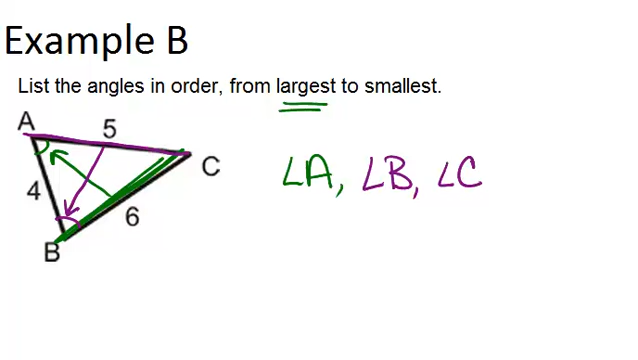 Example B
List the angles in order, from largest to smallest.
A
5
C
4
6
B
∠A, ∠B, ∠C